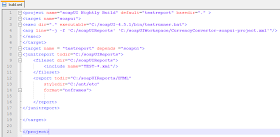 build.xml
<project name="soapUI Nightly Build" default="testreport" basedir="." >
<target name="soapui">
<exec dir="." executable="C:/soapUI-4.5.1/bin/testrunner.bat">
<arg line="-j -f 'C:/soapUIReports' 'C:/soapUIWorkspace/CurrencyConvertor-soapui-project.xml'"/>
</exec>
</target>
<target name = "testreport" depends ="soapui">
<junitreport todir="C:/soapUIReports">
<fileset dir="C:/soapUIReports">
<include name="TEST-*.xml"/>
</fileset>
<report todir="C:/soapUIReports/HTML"
styledir="C:/ant/etc"
format="noframes">
</report>
</junitreport>
</target>
</project>